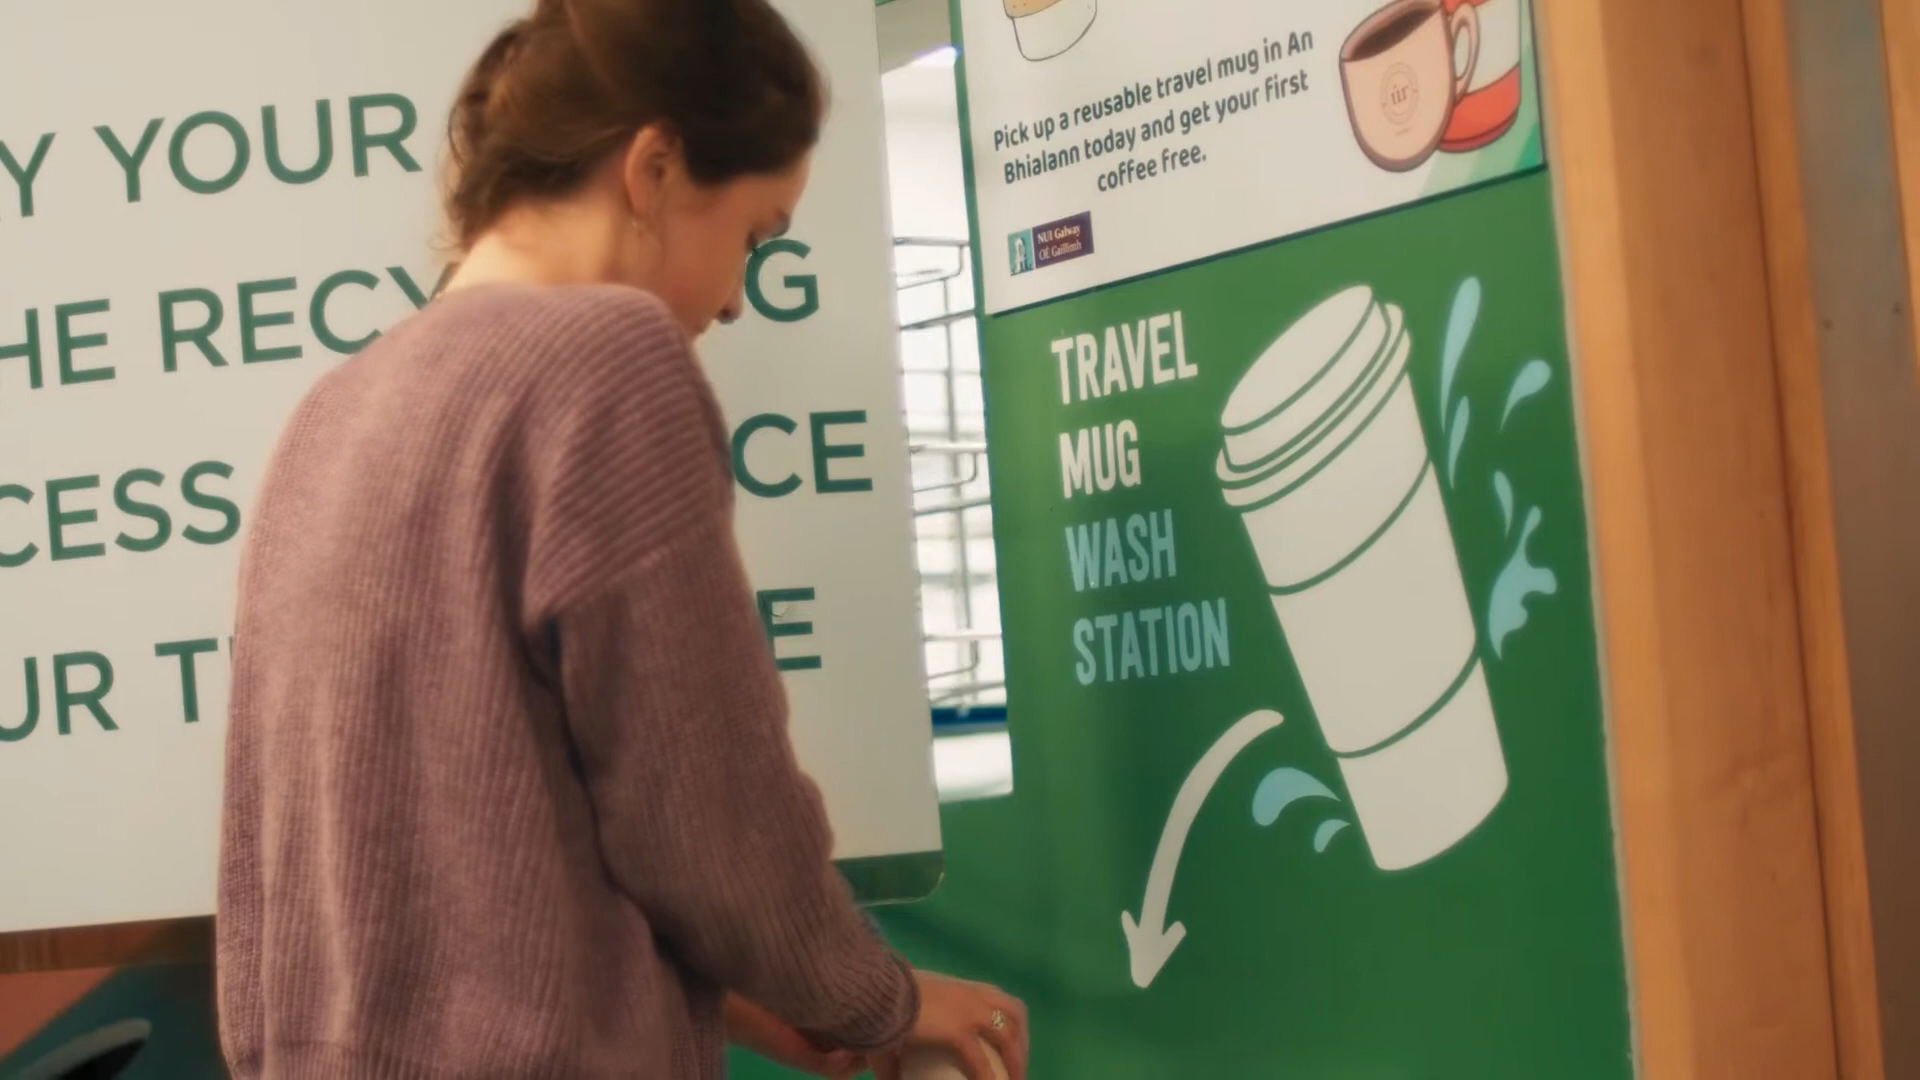 Y YOUR
HE RECY G
CESS CE
UR T E
Pick up a reusable travel mug in An
Bhialann today and get your first
coffee free.
ûr
NUI Galway
OÉ Gaillimh
TRAVEL
MUG
WASH
STATION